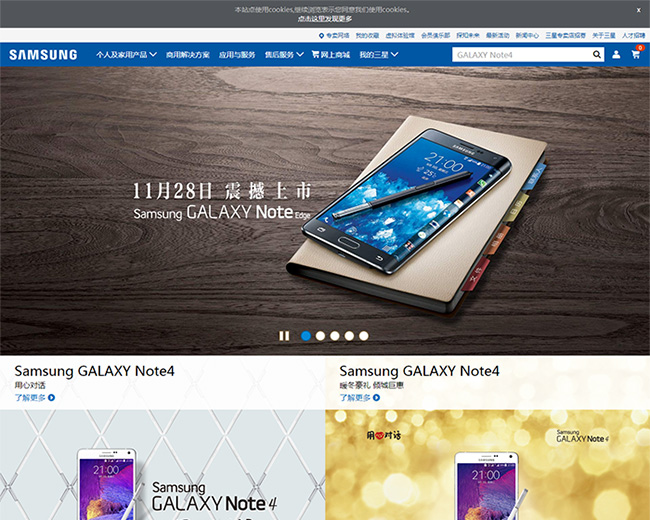 本站点使用cookies,继续浏览表示您同意我们使用cookies。
点击这里发现更多
x
专卖网络 我的收藏 虚拟体验馆 会员俱乐部 探知未来 最新活动 新闻中心 三星专卖店招募 关于三星 人才招聘
SAMSUNG 个人及家用产品 商用解决方案 应用与服务 售后服务 网上商城 我的三星 GALAXY Note4 0
11月28日 震撼上市
Samsung GALAXY Note Edge
SAMSUNG
21:00
Samsung GALAXY Note4
用心对话
了解更多
Samsung GALAXY Note4
暖冬豪礼 倾城巨惠
了解更多
SAMSUNG
21:00
Samsung
GALAXY Note 4
用心对话
Samsung
GALAXY Note 4
SAMSUNG
21:00